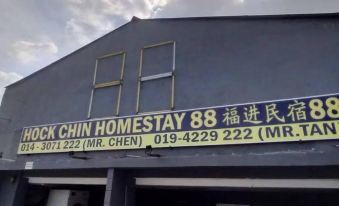 HOCK CHIN HOMESTAY 88 福进民宿 88
014 - 3071 222 (MR. CHEN) 019-4229 222 (MR.TAN